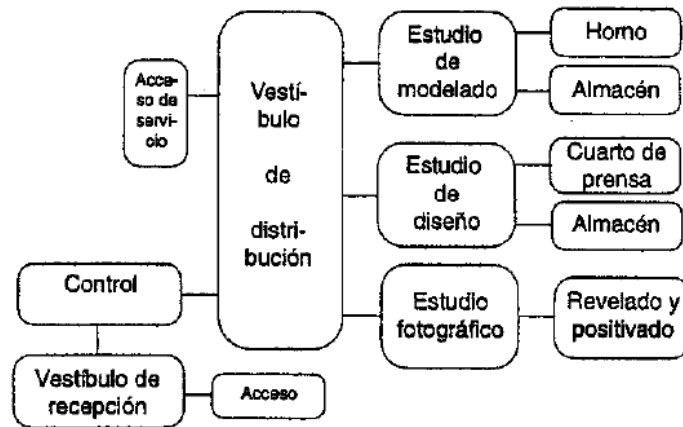 Acce-
so de
servi-
cio
Vestí-
bulo
de
distri-
bución
Control
Vestíbulo de
recepción
Acceso
Estudio
de
modelado
Horno
Almacén
Estudio
de
diseño
Cuarto de
prensa
Almacén
Estudio
fotográfico
Revelado y
positivado